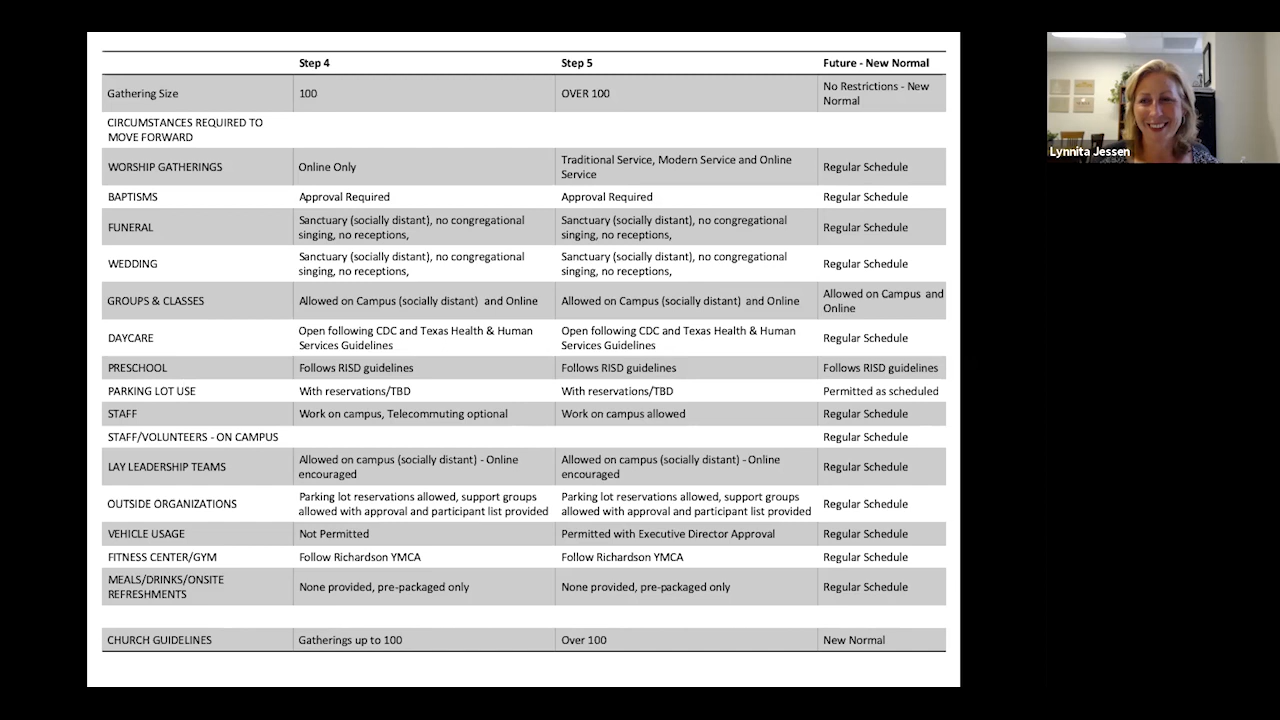 Step 4 Step 5 Future - New Normal
Gathering Size 100 OVER 100 No Restrictions - New
Normal
CIRCUMSTANCES REQUIRED TO
MOVE FORWARD
WORSHIP GATHERINGS Online Only Traditional Service, Modern Service and Online
Service Regular Schedule
BAPTISMS Approval Required Approval Required Regular Schedule
FUNERAL Sanctuary (socially distant), no congregational
singing, no receptions, Sanctuary (socially distant), no congregational
singing, no receptions, Regular Schedule
WEDDING Sanctuary (socially distant), no congregational
singing, no receptions, Sanctuary (socially distant), no congregational
singing, no receptions, Regular Schedule
GROUPS & CLASSES Allowed on Campus (socially distant) and Online Allowed on Campus (socially distant) and Online Allowed on Campus and
Online
DAYCARE Open following CDC and Texas Health & Human
Services Guidelines Open following CDC and Texas Health & Human
Services Guidelines Regular Schedule
PRESCHOOL Follows RISD guidelines Follows RISD guidelines Follows RISD guidelines
PARKING LOT USE With reservations/TBD With reservations/TBD Permitted as scheduled
STAFF Work on campus, Telecommuting optional Work on campus allowed Regular Schedule
STAFF/VOLUNTEERS - ON CAMPUS Regular Schedule
LAY LEADERSHIP TEAMS Allowed on campus (socially distant) - Online
encouraged Allowed on campus (socially distant) - Online
encouraged Regular Schedule
OUTSIDE ORGANIZATIONS Parking lot reservations allowed, support groups
allowed with approval and participant list provided Parking lot reservations allowed, support groups
allowed with approval and participant list provided Regular Schedule
VEHICLE USAGE Not Permitted Permitted with Executive Director Approval Regular Schedule
FITNESS CENTER/GYM Follow Richardson YMCA Follow Richardson YMCA Regular Schedule
MEALS/DRINKS/ONSITE
REFRESHMENTS None provided, pre-packaged only None provided, pre-packaged only Regular Schedule
CHURCH GUIDELINES Gatherings up to 100 Over 100 New Normal
Lynnita Jessen